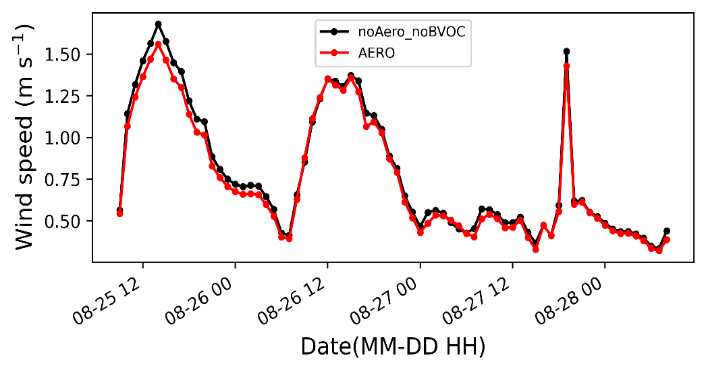 noAero_noBVOC
AERO
Wind speed (m s⁻¹)
1.50
1.25
1.00
0.75
0.50
08-25 12
08-26 00
08-26 12
08-27 00
08-27 12
08-28 00
Date(MM-DD HH)